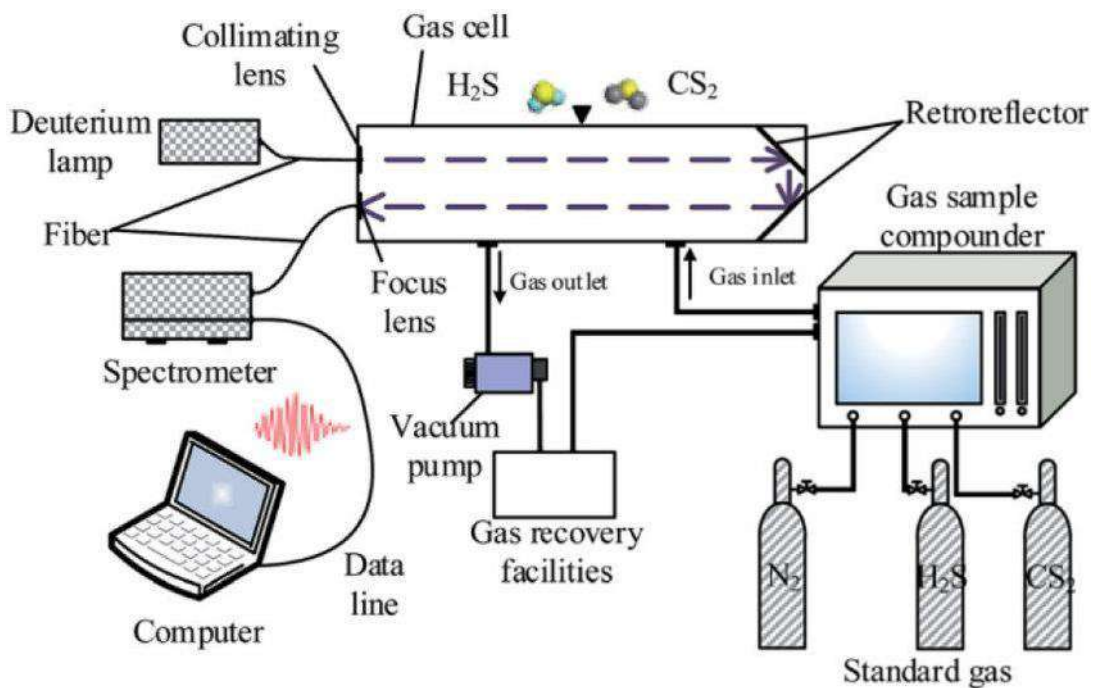 Collimating
lens
Gas cell
H₂S
CS₂
Retroreflector
Deuterium
lamp
Fiber
Focus
lens
Gas outlet
Gas inlet
Gas sample
compounder
Spectrometer
Vacuum
pump
Gas recovery
facilities
Data
line
Computer
N₂
H₂S
CS₂
Standard gas